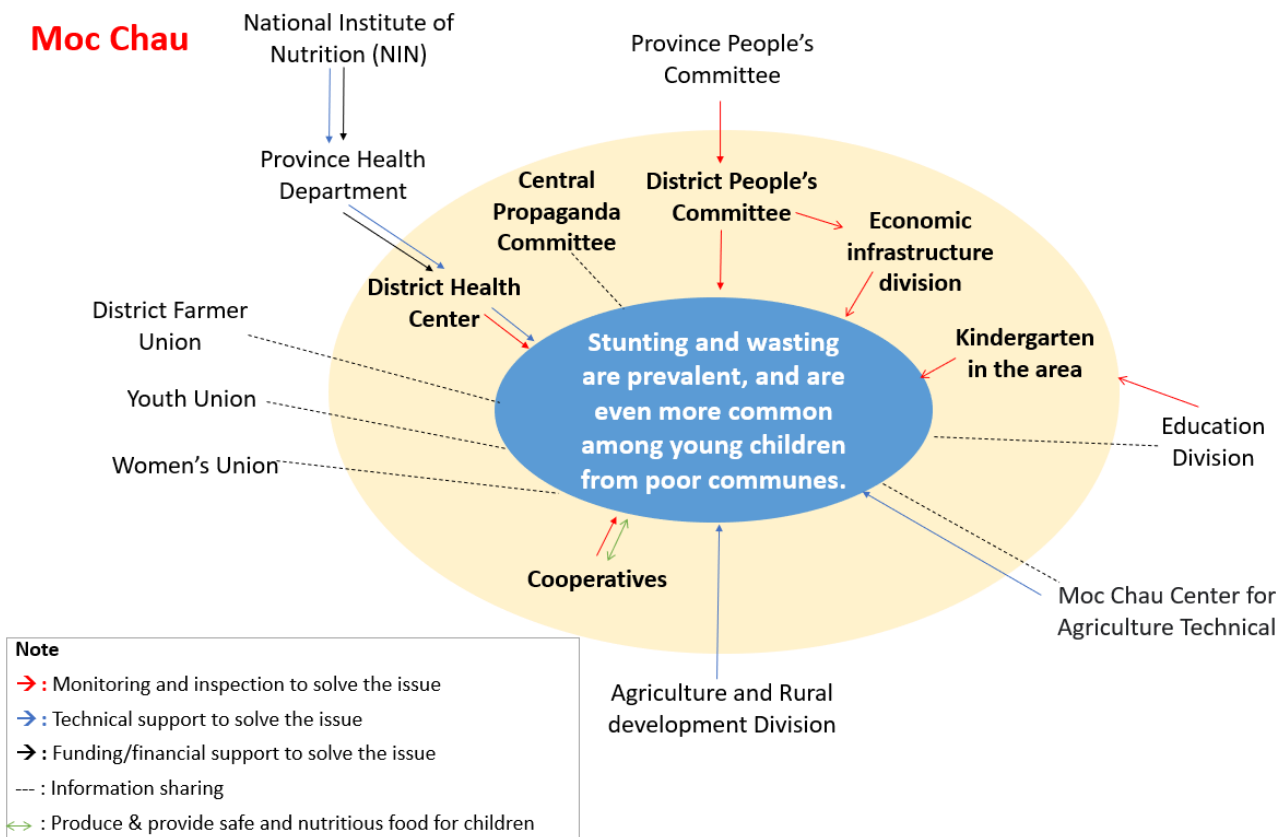 Moc Chau
National Institute of
Nutrition (NIN)
Province People's
Committee
Province Health
Department
Central
Propaganda
Committee
District People's
Committee
Economic
infrastructure
division
District Health
Center
District Farmer
Union
Youth Union
Women's Union
Stunting and wasting
are prevalent, and are
even more common
among young children
from poor communes.
Kindergarten
in the area
Education
Division
Cooperatives
Moc Chau Center for
Agriculture Technical
Agriculture and Rural
development Division
Note
→ : Monitoring and inspection to solve the issue
→ : Technical support to solve the issue
→ : Funding/financial support to solve the issue
--- : Information sharing
↔ : Produce & provide safe and nutritious food for children